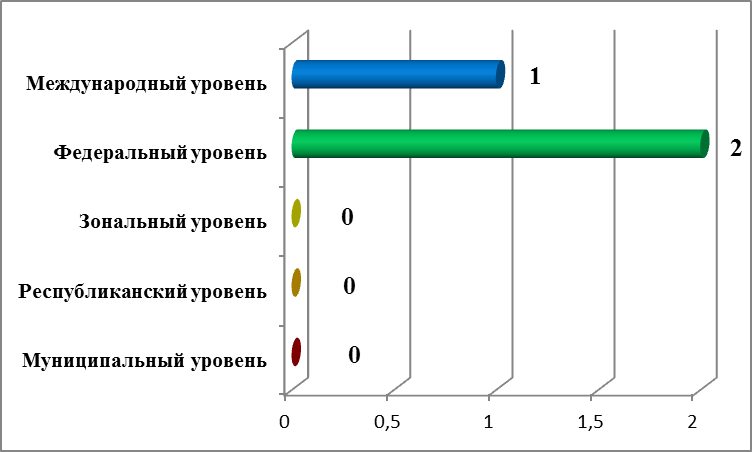 Международный уровень 1
Федеральный уровень 2
Зональный уровень 0
Республиканский уровень 0
Муниципальный уровень 0
0 0,5 1 1,5 2